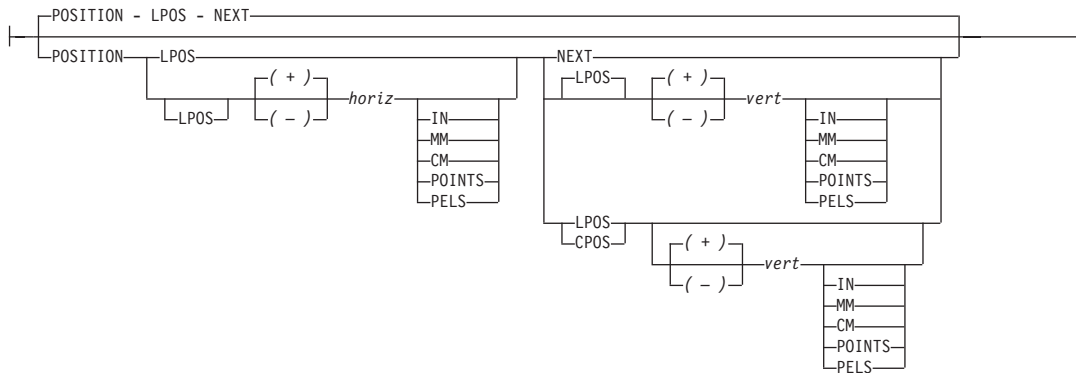 POSITION - LPOS - NEXT
POSITION LPOS NEXT
LPOS ( + ) horiz LPOS ( + ) vert
( – ) ( – )
IN IN
MM MM
CM CM
POINTS POINTS
PELS PELS
LPOS
CPOS ( + ) vert
( – )
IN
MM
CM
POINTS
PELS